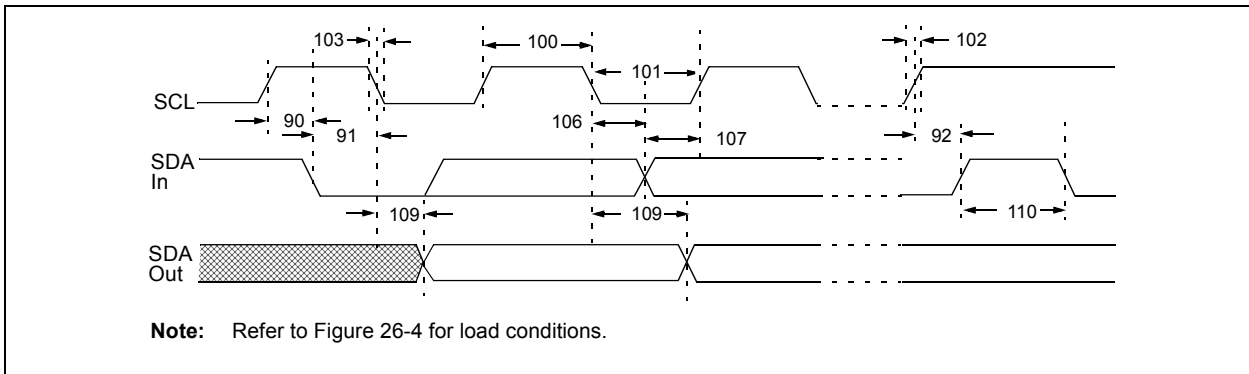 103
100
102
101
SCL
90
91
106
107
92
SDA
In
109
109
110
SDA
Out
Note: Refer to Figure 26-4 for load conditions.